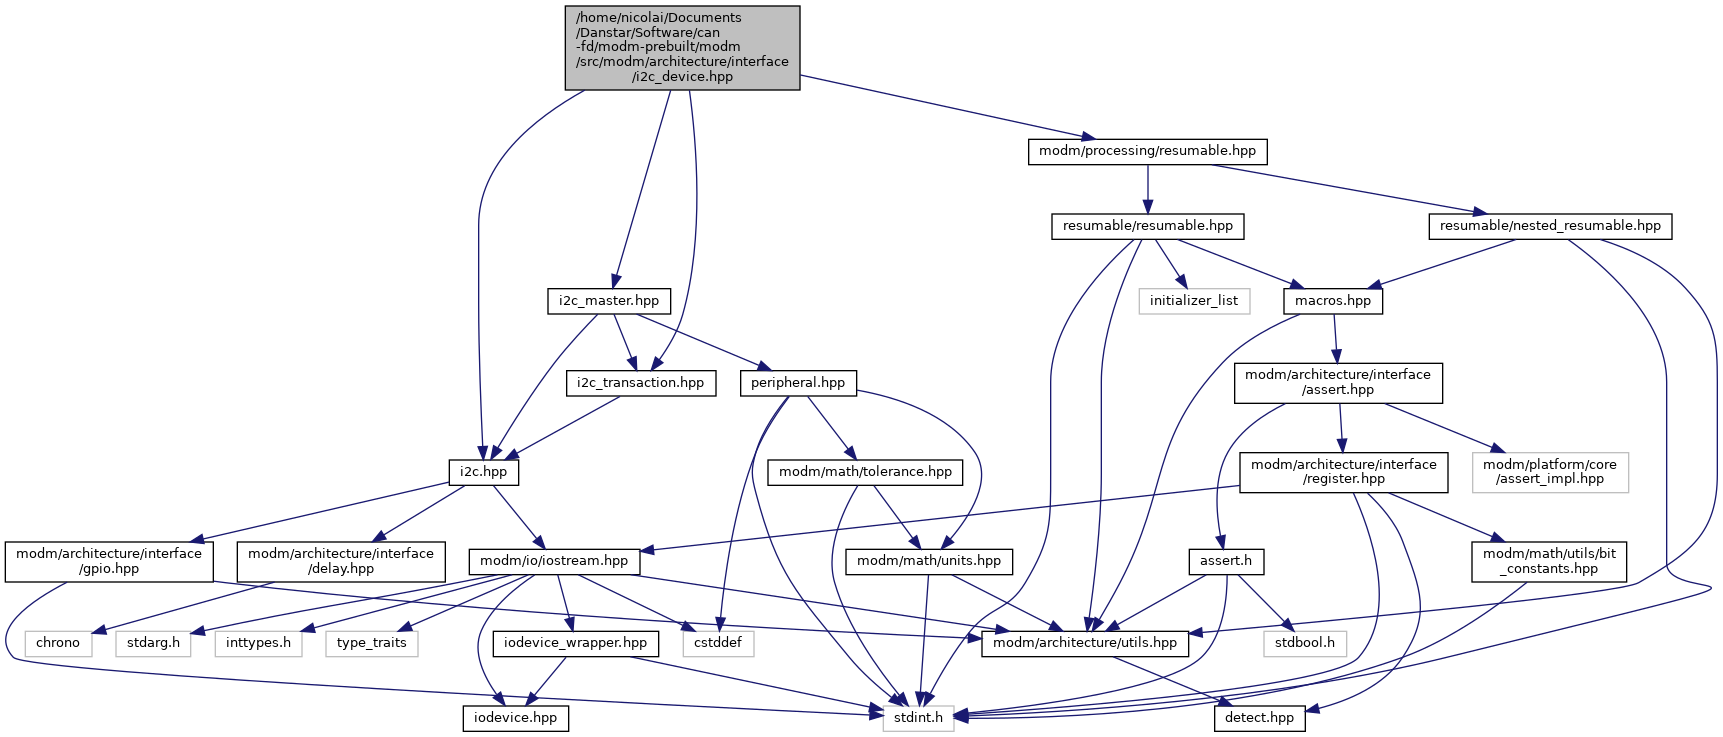 /home/nicolai/Documents
/Danstar/Software/can
-fd/modm-prebuilt/modm
/src/modm/architecture/interface
/i2c_device.hpp
modm/processing/resumable.hpp
resumable/resumable.hpp
resumable/nested_resumable.hpp
i2c_master.hpp
initializer_list
macros.hpp
i2c_transaction.hpp
peripheral.hpp
modm/architecture/interface
/assert.hpp
i2c.hpp
modm/math/tolerance.hpp
modm/architecture/interface
/register.hpp
modm/platform/core
/assert_impl.hpp
modm/architecture/interface
/gpio.hpp
modm/architecture/interface
/delay.hpp
modm/io/iostream.hpp
modm/math/units.hpp
assert.h
modm/math/utils/bit
_constants.hpp
chrono
stdarg.h
inttypes.h
type_traits
iodevice_wrapper.hpp
cstddef
modm/architecture/utils.hpp
stdbool.h
iodevice.hpp
stdint.h
detect.hpp